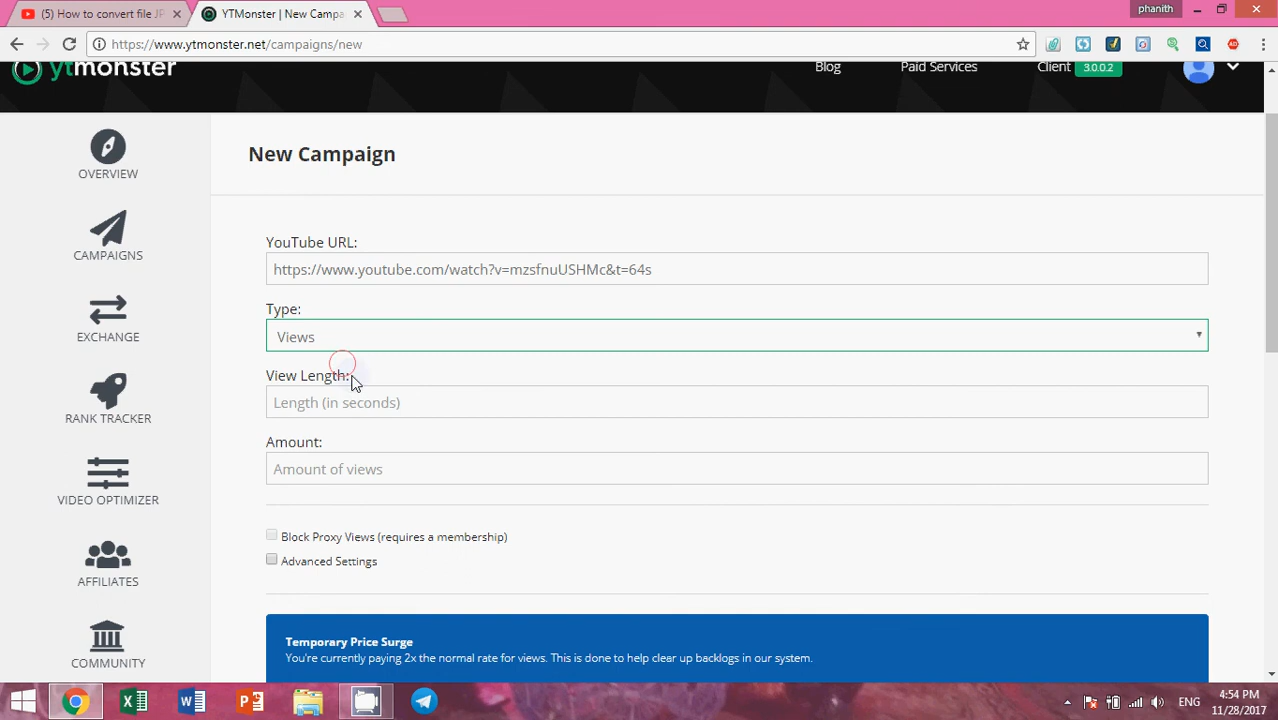 (5) How to convert file JP
YTMonster | New Campa
phanith
https://www.ytmonster.net/campaigns/new
ytmonster
Blog
Paid Services
Client 3.0.0.2
OVERVIEW
CAMPAIGNS
EXCHANGE
RANK TRACKER
VIDEO OPTIMIZER
AFFILIATES
COMMUNITY
New Campaign
YouTube URL:
https://www.youtube.com/watch?v=mzsfnuUSHMc&t=64s
Type:
Views
View Length:
Length (in seconds)
Amount:
Amount of views
Block Proxy Views (requires a membership)
Advanced Settings
Temporary Price Surge
You're currently paying 2x the normal rate for views. This is done to help clear up backlogs in our system.
ENG
4:54 PM
11/28/2017